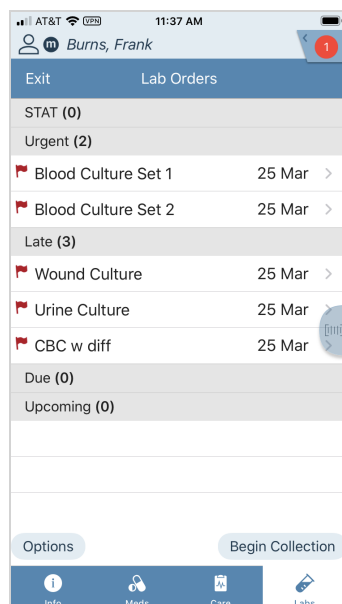 AT&T VPN 11:37 AM
m Burns, Frank 1
Exit Lab Orders
STAT (0)
Urgent (2)
Blood Culture Set 1 25 Mar
Blood Culture Set 2 25 Mar
Late (3)
Wound Culture 25 Mar
Urine Culture 25 Mar
CBC w diff 25 Mar
Due (0)
Upcoming (0)
Options Begin Collection
Info Meds Care Labs